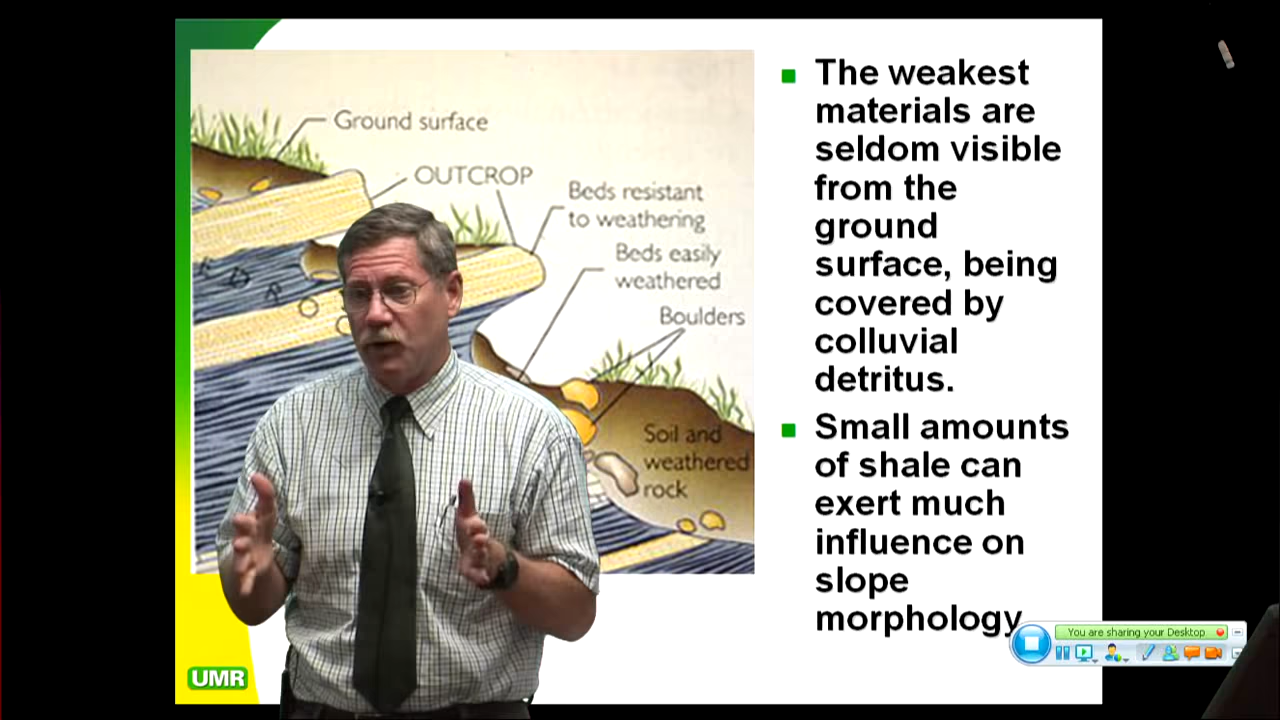 Ground surface
OUTCROP
Beds resistant
to weathering
Beds easily
weathered
Boulders
Soil and
weathered
rock
The weakest
materials are
seldom visible
from the
ground
surface, being
covered by
colluvial
detritus.
Small amounts
of shale can
exert much
influence on
slope
morphology
You are sharing your Desktop
UMR